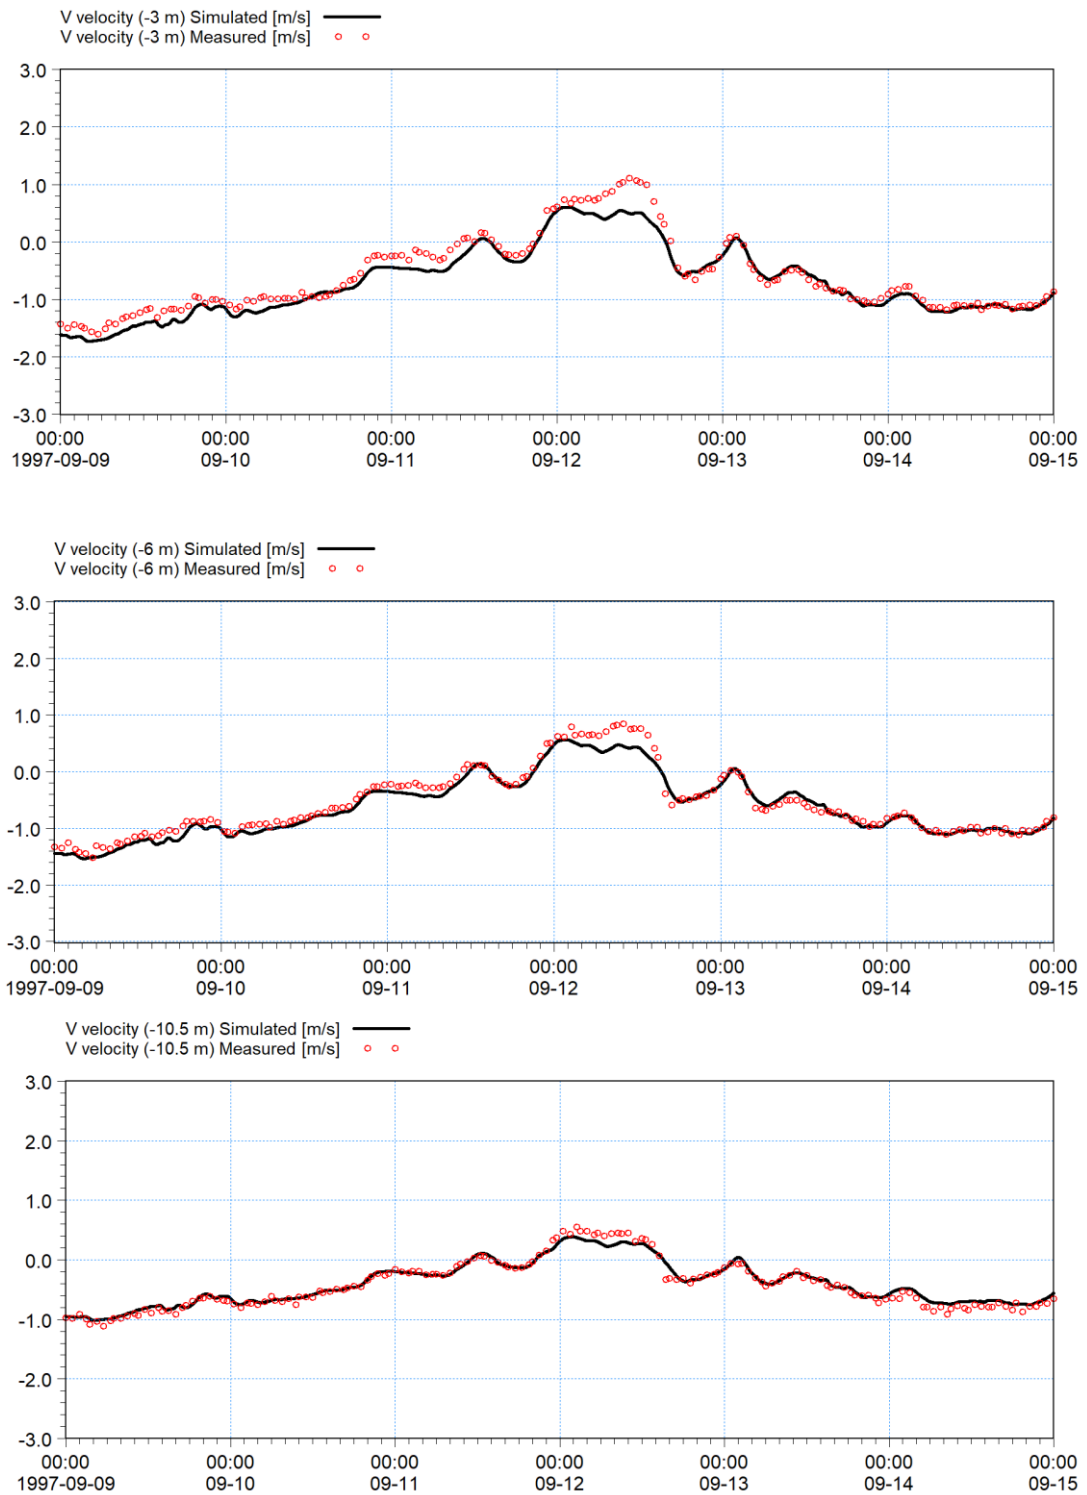 V velocity (-3 m) Simulated [m/s]
V velocity (-3 m) Measured [m/s]
3.0
2.0
1.0
0.0
-1.0
-2.0
-3.0
00:00 00:00 00:00 00:00 00:00 00:00 00:00
1997-09-09 09-10 09-11 09-12 09-13 09-14 09-15
V velocity (-6 m) Simulated [m/s]
V velocity (-6 m) Measured [m/s]
3.0
2.0
1.0
0.0
-1.0
-2.0
-3.0
00:00 00:00 00:00 00:00 00:00 00:00 00:00
1997-09-09 09-10 09-11 09-12 09-13 09-14 09-15
V velocity (-10.5 m) Simulated [m/s]
V velocity (-10.5 m) Measured [m/s]
3.0
2.0
1.0
0.0
-1.0
-2.0
-3.0
00:00 00:00 00:00 00:00 00:00 00:00 00:00
1997-09-09 09-10 09-11 09-12 09-13 09-14 09-15